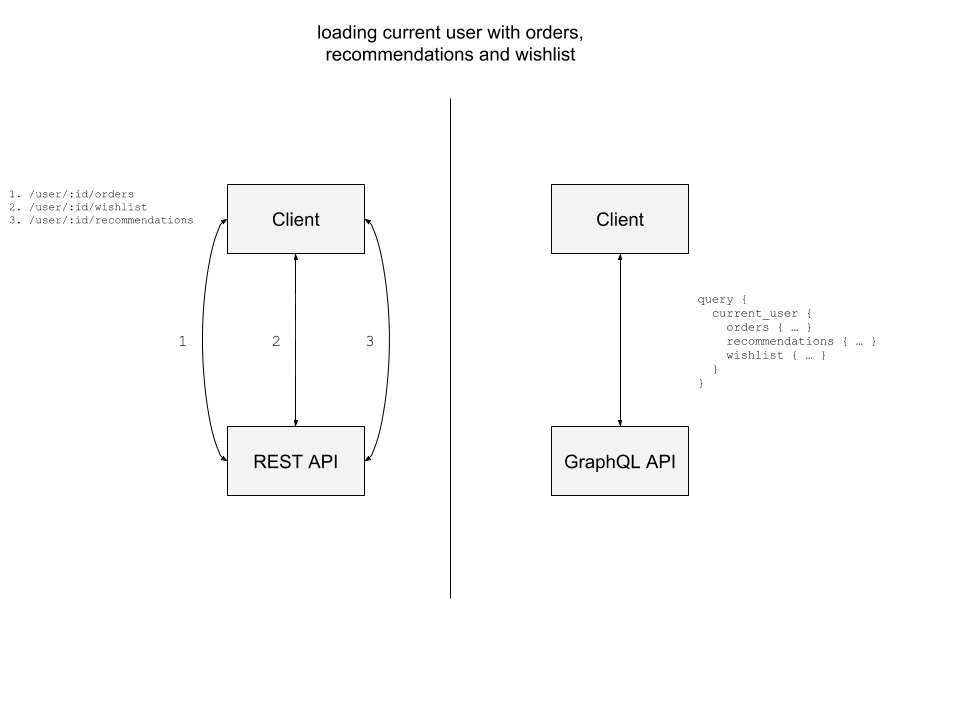 loading current user with orders,
recommendations and wishlist
1. /user/:id/orders
2. /user/:id/wishlist
3. /user/:id/recommendations
Client
1
2
3
REST API
Client
query {
  current_user {
    orders { … }
    recommendations { … }
    wishlist { … }
  }
}
GraphQL API